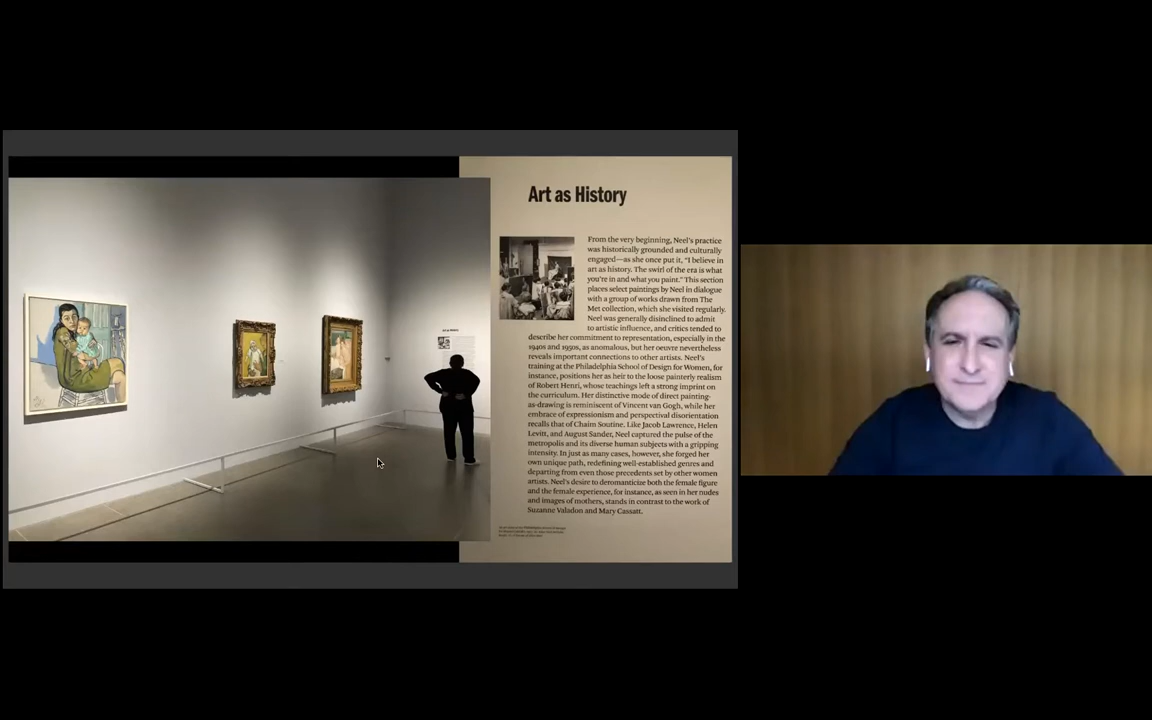 Art as History
From the very beginning, Neel's practice
was historically grounded and culturally
engaged—as she once put it, "I believe in
art as history. The swirl of the era is what
you're in and what you paint." This section
places select paintings by Neel in dialogue
with a group of works drawn from The
Met collection, which she visited regularly.
Neel was generally disinclined to admit
to artistic influence, and critics tended to
describe her commitment to representation, especially in the
1940s and 1950s, as anomalous, but her oeuvre nevertheless
reveals important connections to other artists. Neel's
training at the Philadelphia School of Design for Women, for
instance, positions her as heir to the loose painterly realism
of Robert Henri, whose teachings left a strong imprint on
the curriculum. Her distinctive mode of direct painting-
as-drawing is reminiscent of Vincent van Gogh, while her
embrace of expressionism and perspectival disorientation
recalls that of Chaim Soutine. Like Jacob Lawrence, Helen
Levitt, and August Sander, Neel captured the pulse of the
metropolis and its diverse human subjects with a gripping
intensity. In just as many cases, however, she forged her
own unique path, redefining well-established genres and
departing from even those precedents set by other women
artists. Neel's desire to deromanticize both the female figure
and the female experience, for instance, as seen in her nudes
and images of mothers, stands in contrast to the work of
Suzanne Valadon and Mary Cassatt.